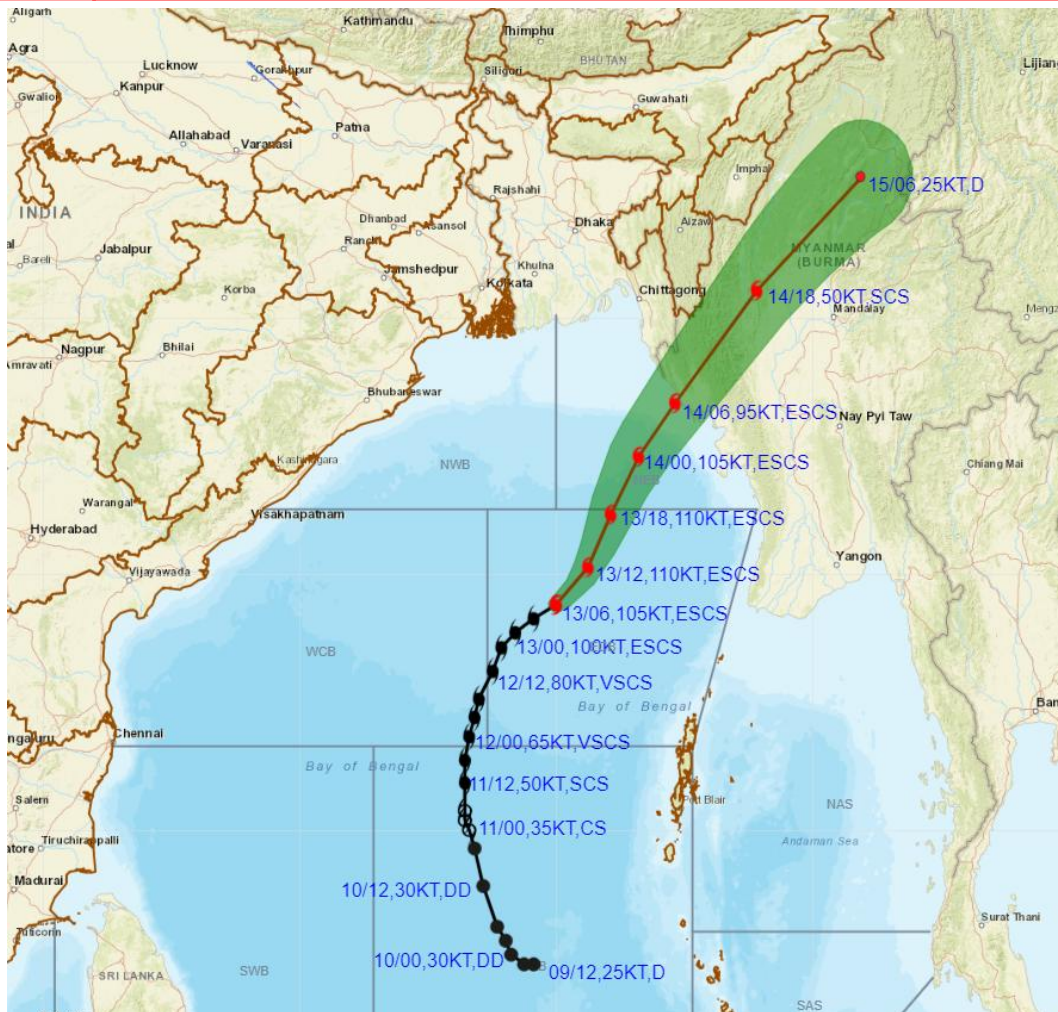 Aligarh
Kathmandu
Thimphu
Agra
Lucknow
BHUTAN
Lijiang
Gorakhpur
Siliguri
Gwalior
Kanpur
Guwahati
Allahabad
Patna
Varanasi
Imphal
Rajshahi
15/06,25KT,D
INDIA
Dhaka
Aizawl
Dhanbad
Asansol
Jabalpur
Ranchi
MYANMAR
(BURMA)
Bareli
Jamshedpur
Khulna
Kolkata
Chittagong
14/18,50KT,SCS
Korba
Mandalay
Meng
Nagpur
Bhilai
Amravati
Bhubaneswar
14/06,95KT,ESCS
Nay Pyi Taw
14/00,105KT,ESCS
NWB
Chiang Mai
NEB
Warangal
Visakhapatnam
13/18,110KT,ESCS
Hyderabad
Yangon
Vijayawada
13/12,110KT,ESCS
13/06,105KT,ESCS
13/00,100KT,ESCS
WCB
ECB
12/12,80KT,VSCS
Bay of Bengal
Chennai
12/00,65KT,VSCS
Bay of Bengal
11/12,50KT,SCS
Port Blair
NAS
Salem
11/00,35KT,CS
Andaman Sea
Tiruchirappalli
Madurai
10/12,30KT,DD
Surat Thani
Tuticorin
10/00,30KT,DD
09/12,25KT,D
SRI LANKA
SWB
SAS